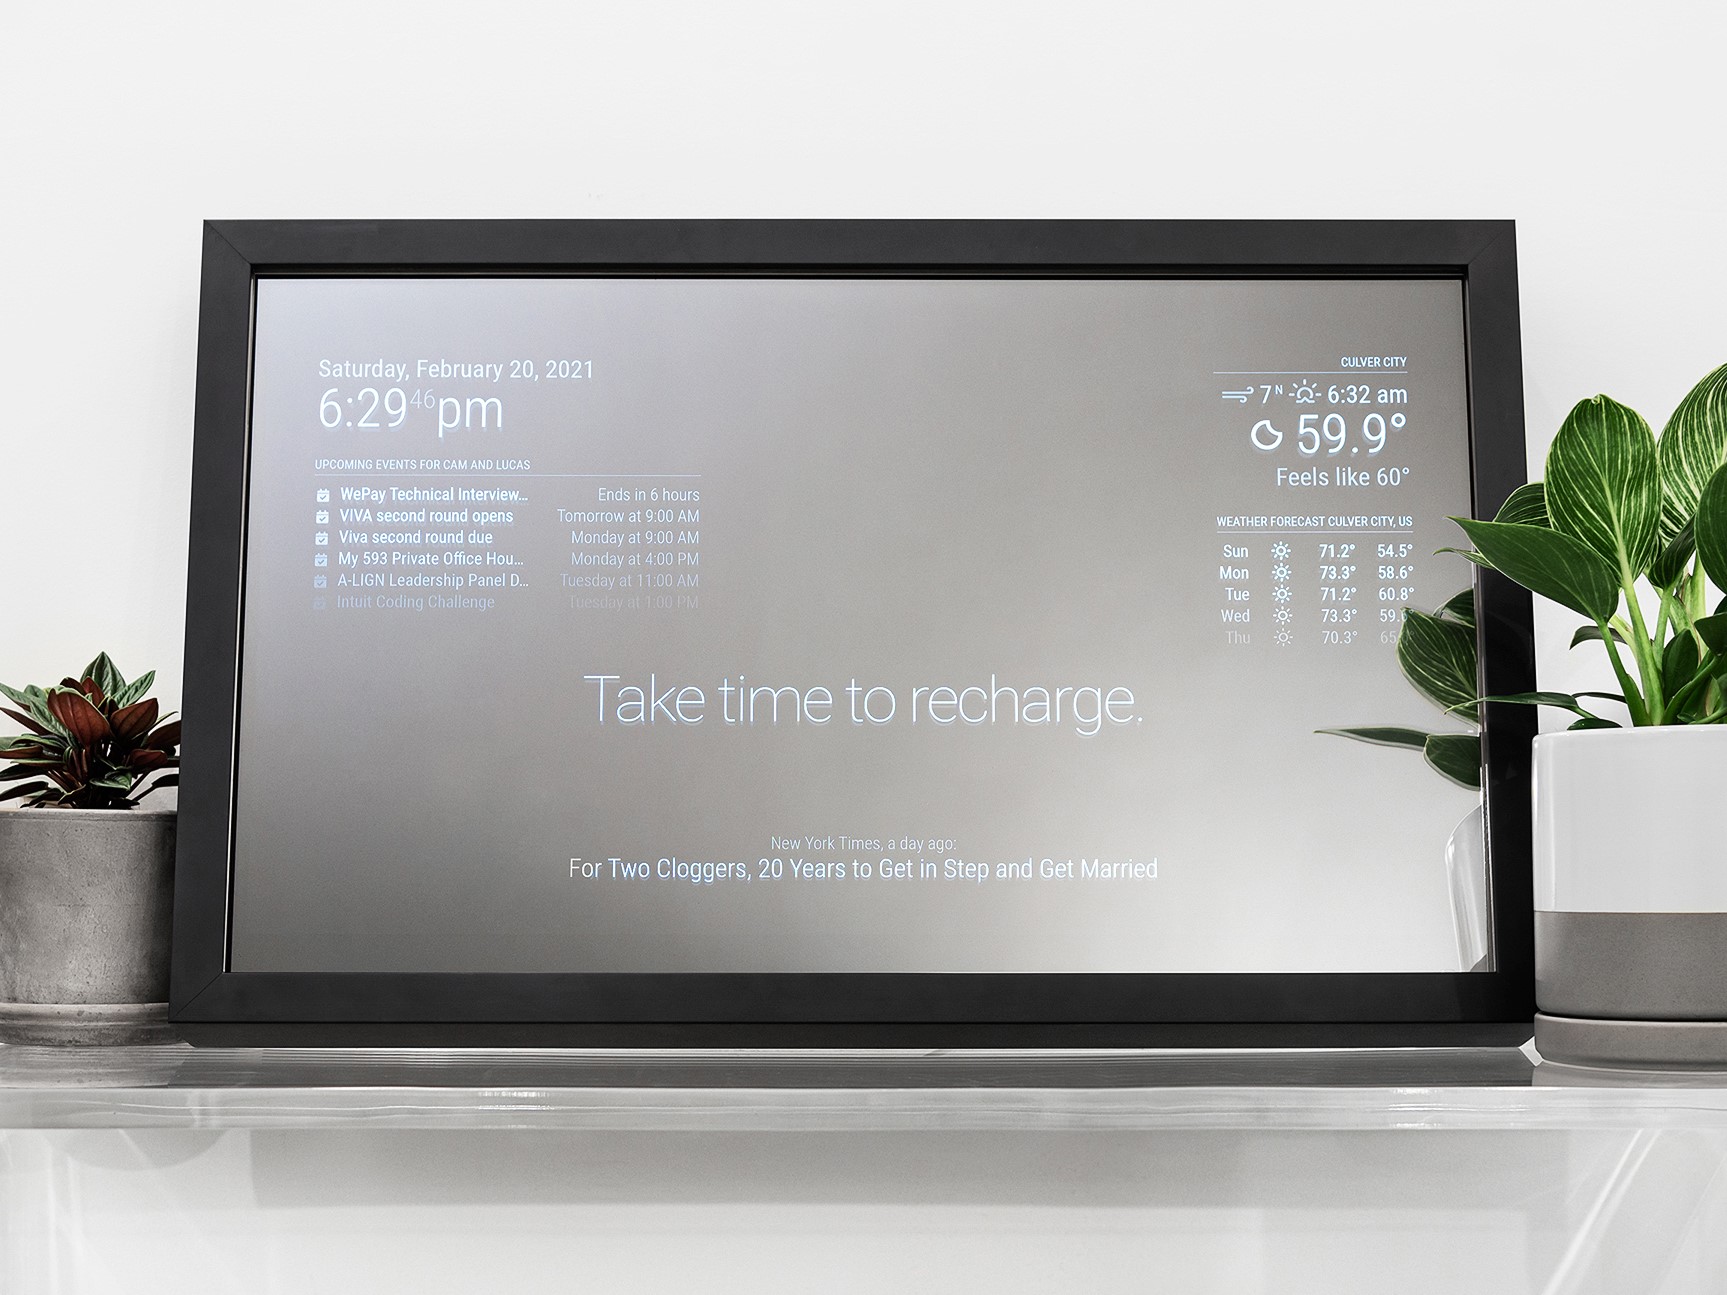 Saturday, February 20, 2021
6:29 46 pm
UPCOMING EVENTS FOR CAM AND LUCAS
WePay Technical Interview... Ends in 6 hours
VIVA second round opens Tomorrow at 9:00 AM
Viva second round due Monday at 9:00 AM
My 593 Private Office Hou... Monday at 4:00 PM
A-LIGN Leadership Panel D... Tuesday at 11:00 AM
Intuit Coding Challenge Tuesday at 1:00 PM
CULVER CITY
7 N 6:32 am
59.9°
Feels like 60°
WEATHER FORECAST CULVER CITY, US
Sun 71.2° 54.5°
Mon 73.3° 58.6°
Tue 71.2° 60.8°
Wed 73.3° 59.
Thu 70.3° 65
Take time to recharge.
New York Times, a day ago:
For Two Cloggers, 20 Years to Get in Step and Get Married